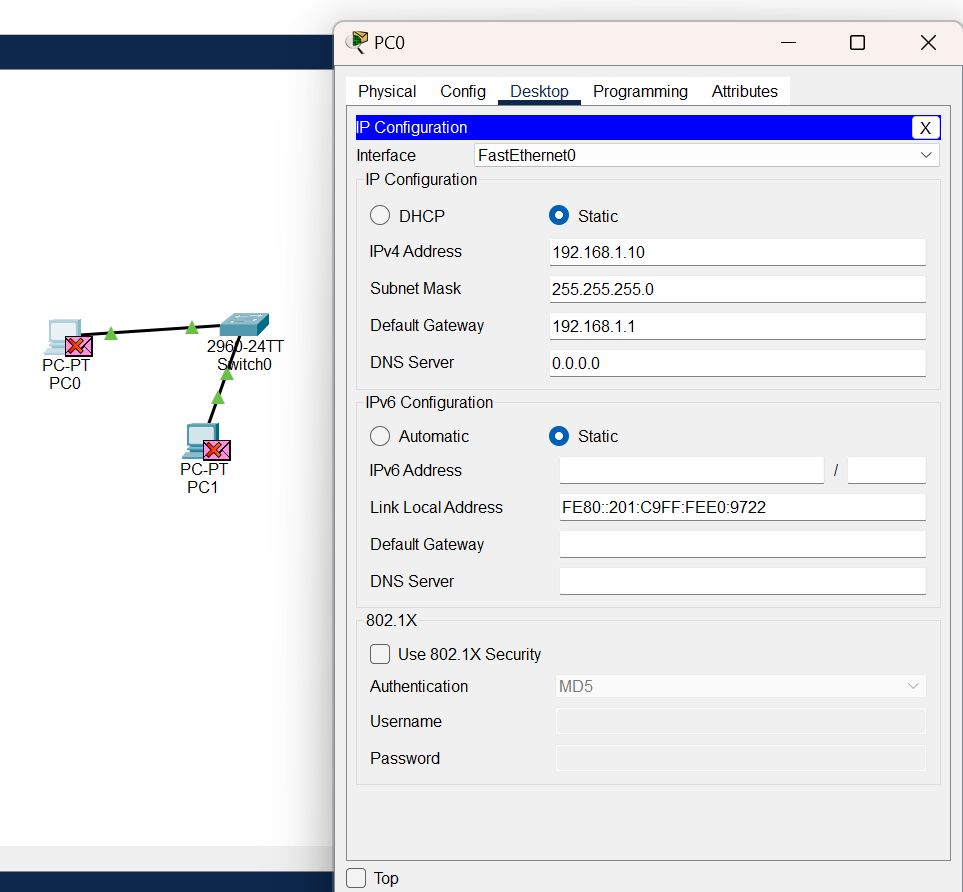 PC0
Physical Config Desktop Programming Attributes
IP Configuration X
Interface FastEthernet0
IP Configuration
DHCP Static
IPv4 Address 192.168.1.10
Subnet Mask 255.255.255.0
Default Gateway 192.168.1.1
DNS Server 0.0.0.0
IPv6 Configuration
Automatic Static
IPv6 Address /
Link Local Address FE80::201:C9FF:FEE0:9722
Default Gateway
DNS Server
802.1X
Use 802.1X Security
Authentication MD5
Username
Password
Top
2960-24TT
Switch0
PC-PT
PC0
PC-PT
PC1